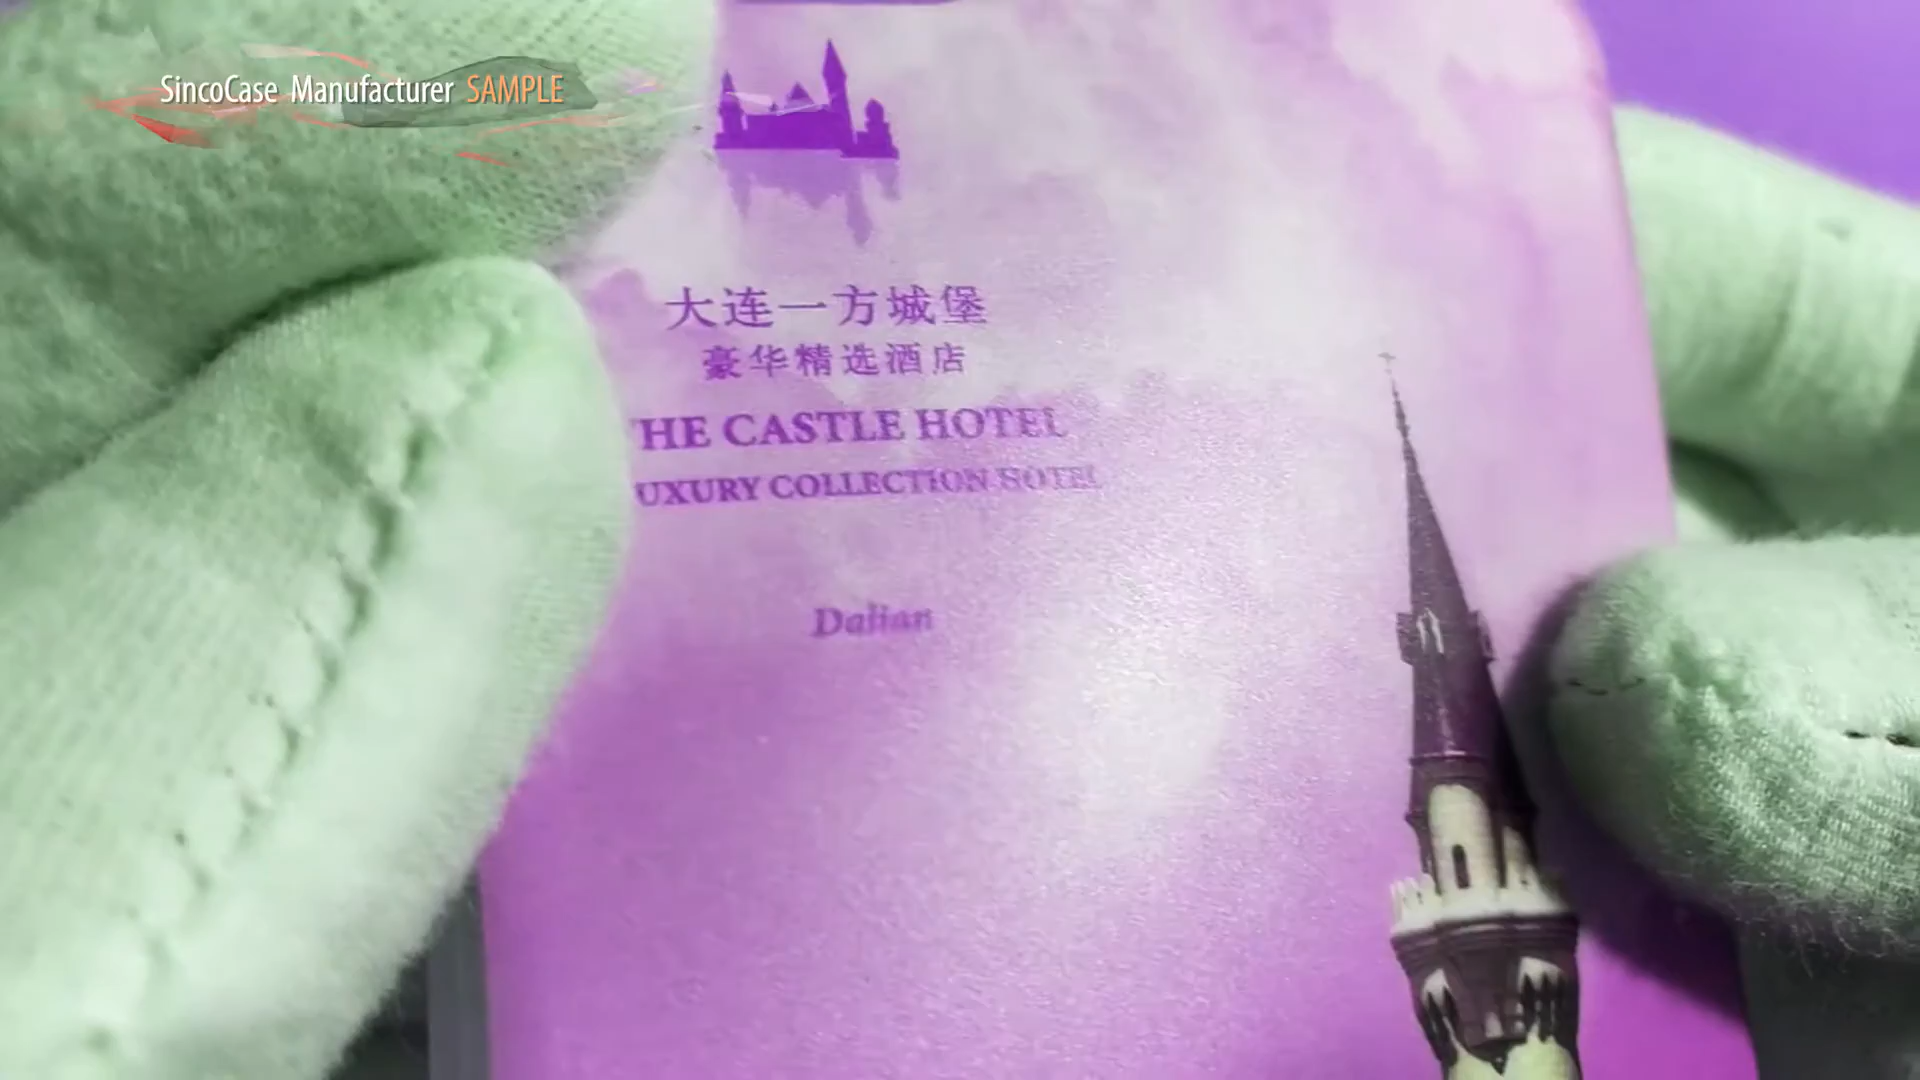 SincoCase Manufacturer SAMPLE
大连一方城堡
豪华精选酒店
HE CASTLE HOTEL
UXURY COLLECTION HOTEL
Dalian